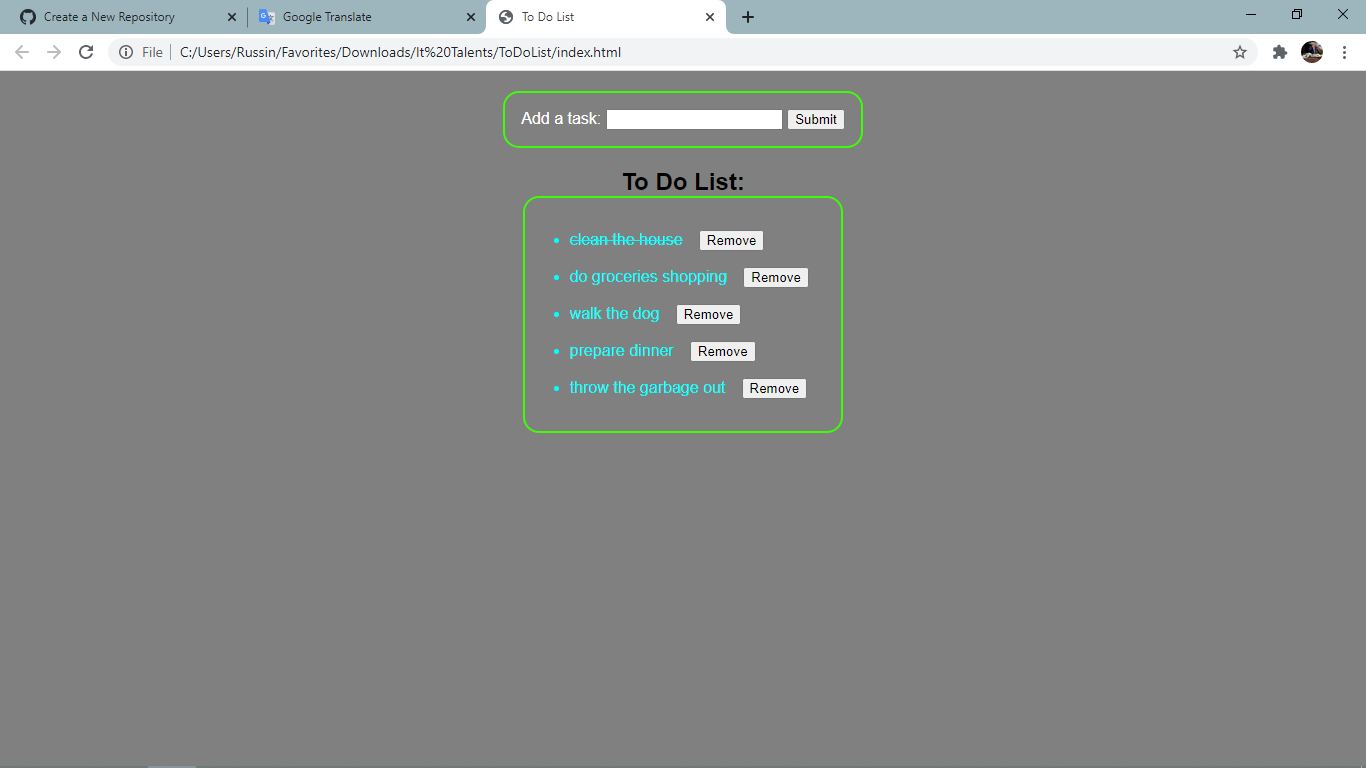 Create a New Repository
Google Translate
To Do List
File
C:/Users/Russin/Favorites/Downloads/It%20Talents/ToDoList/index.html
Add a task: Submit
To Do List:
clean the house Remove
do groceries shopping Remove
walk the dog Remove
prepare dinner Remove
throw the garbage out Remove